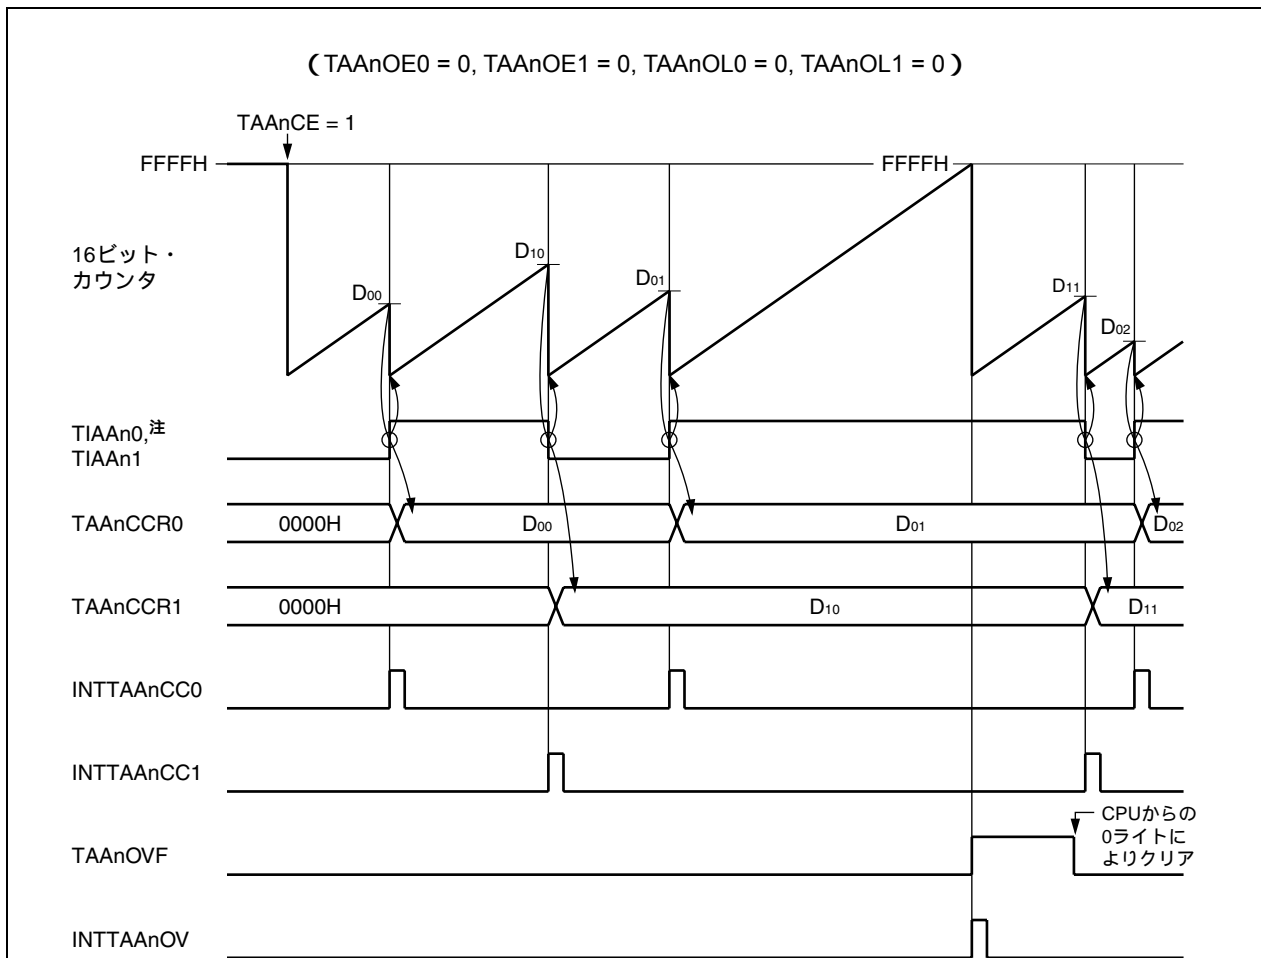 (TAAnOE0 = 0, TAAnOE1 = 0, TAAnOL0 = 0, TAAnOL1 = 0)
TAAnCE = 1
FFFFH
FFFFH
16ビット・
カウンタ
D00
D10
D01
D11
D02
TIAAn0,注
TIAAn1
TAAnCCR0
0000H
D00
D01
D02
TAAnCCR1
0000H
D10
D11
INTTAAnCC0
INTTAAnCC1
TAAnOVF
CPUからの
0ライトに
よりクリア
INTTAAnOV